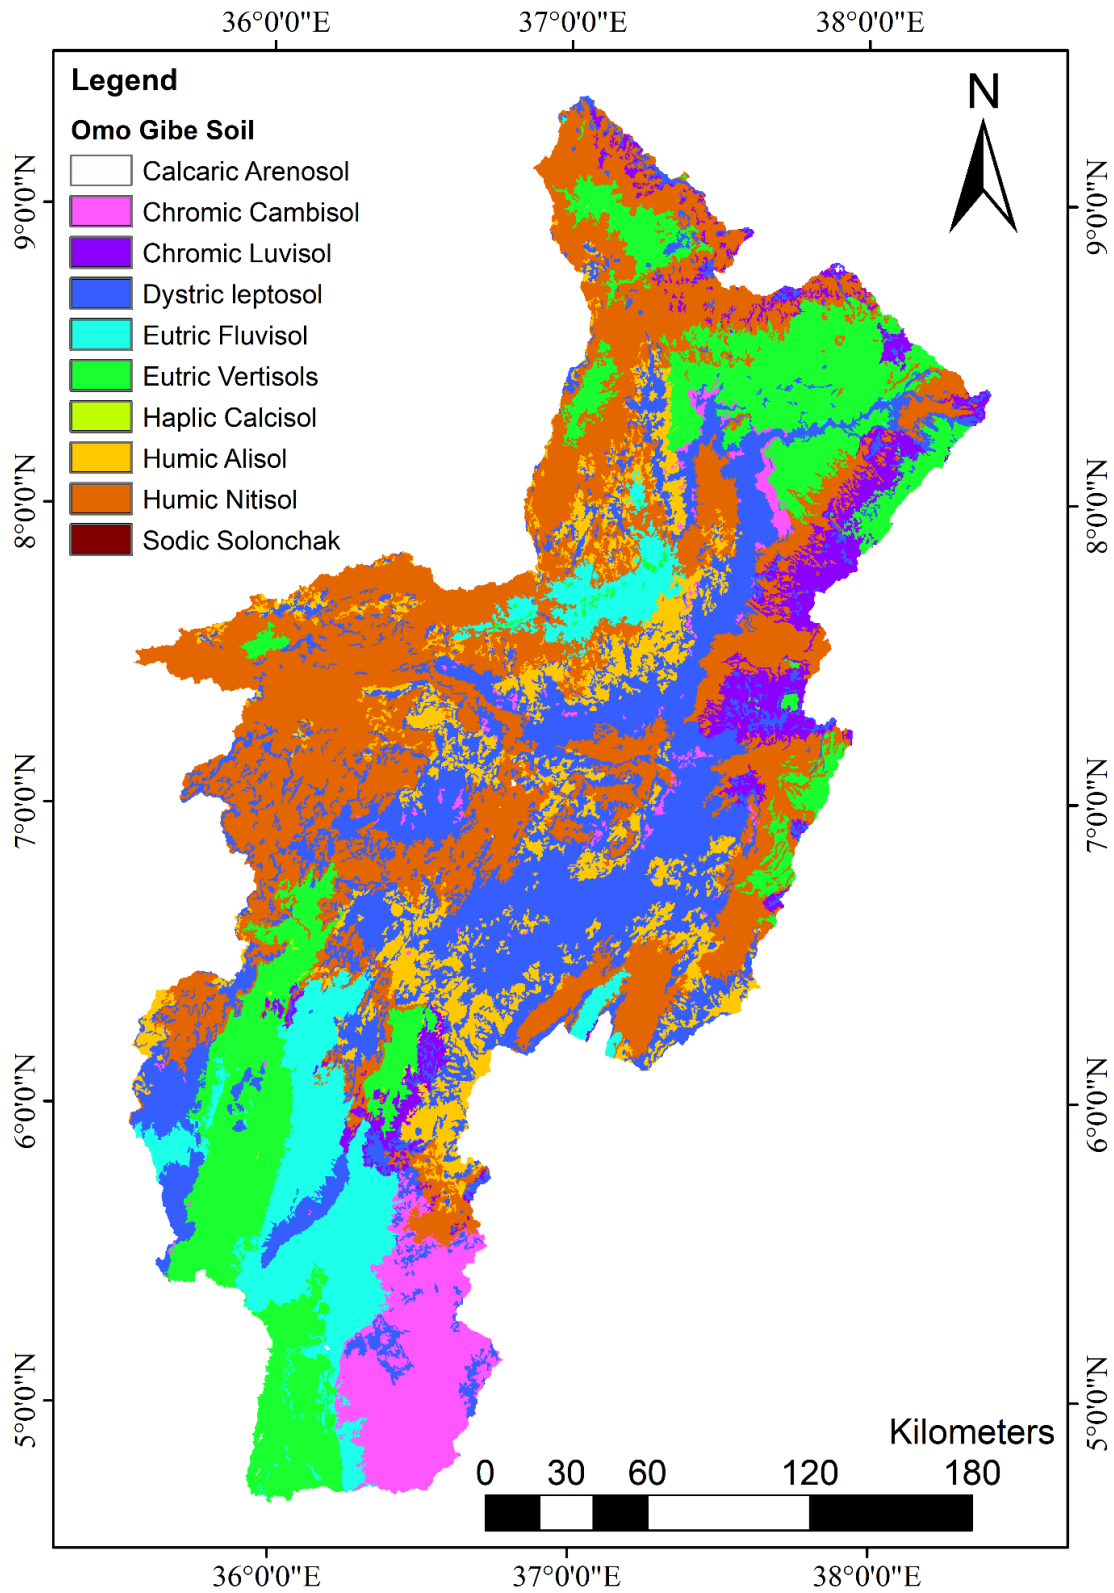 36°0'0"E 37°0'0"E 38°0'0"E
Legend
N
Omo Gibe Soil
Calcaric Arenosol
Chromic Cambisol
Chromic Luvisol
Dystric leptosol
Eutric Fluvisol
Eutric Vertisols
Haplic Calcisol
Humic Alisol
Humic Nitisol
Sodic Solonchak
9°0'0"N
8°0'0"N
7°0'0"N
6°0'0"N
5°0'0"N
9°0'0"N
8°0'0"N
7°0'0"N
6°0'0"N
5°0'0"N
Kilometers
0 30 60 120 180
36°0'0"E 37°0'0"E 38°0'0"E